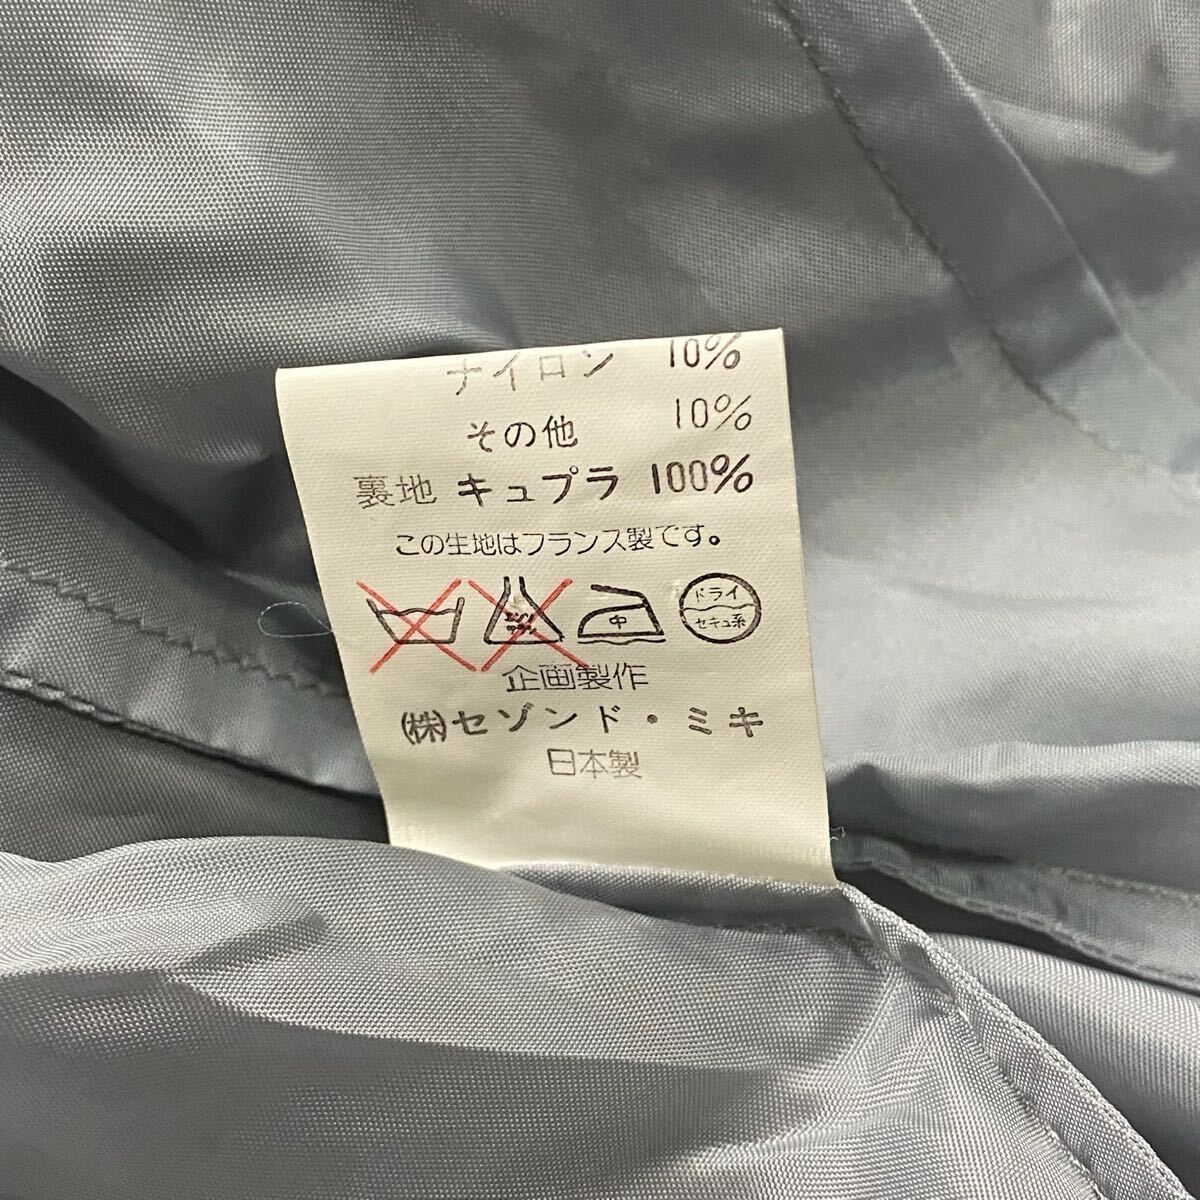 ナイロン 10%
その他 10%
裏地 キュプラ 100%
この生地はフランス製です。
中 ドライ
セキュ系
企画製作
(株)セゾンド・ミキ
日本製